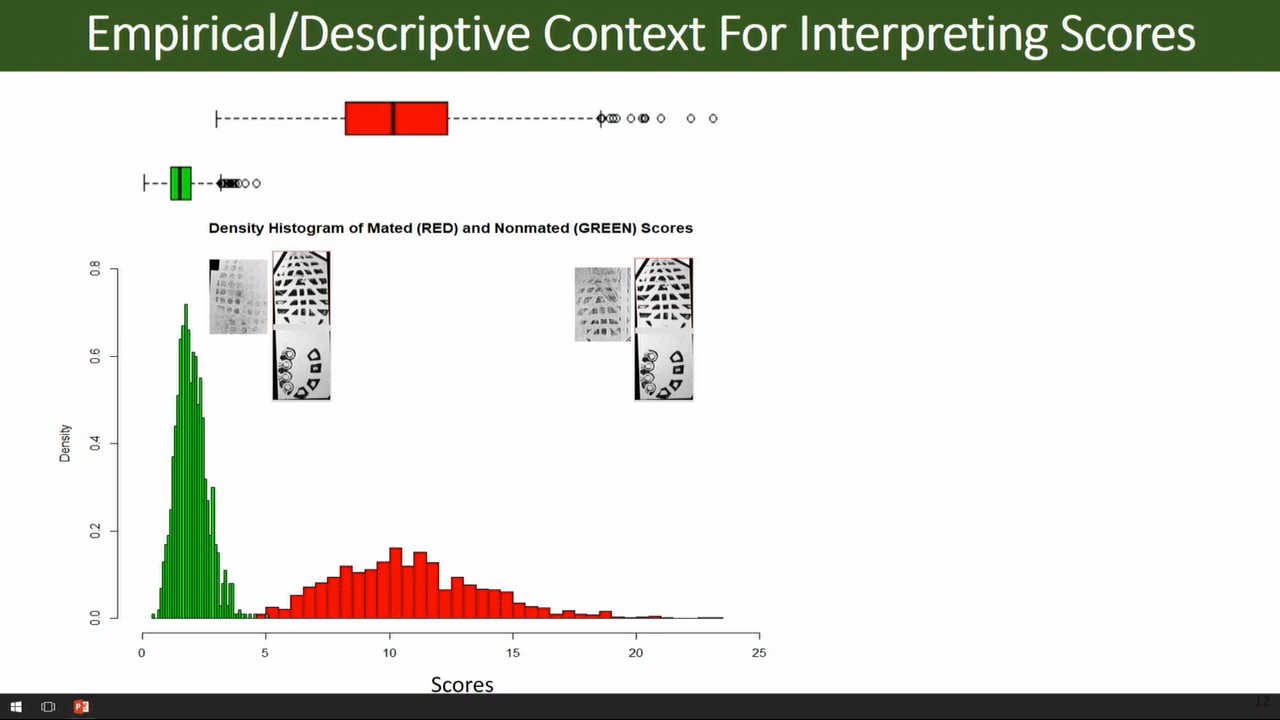 Empirical/Descriptive Context For Interpreting Scores
Density Histogram of Mated (RED) and Nonmated (GREEN) Scores
0.8
0.6
0.4
0.2
0.0
Density
0 5 10 15 20 25
Scores
12